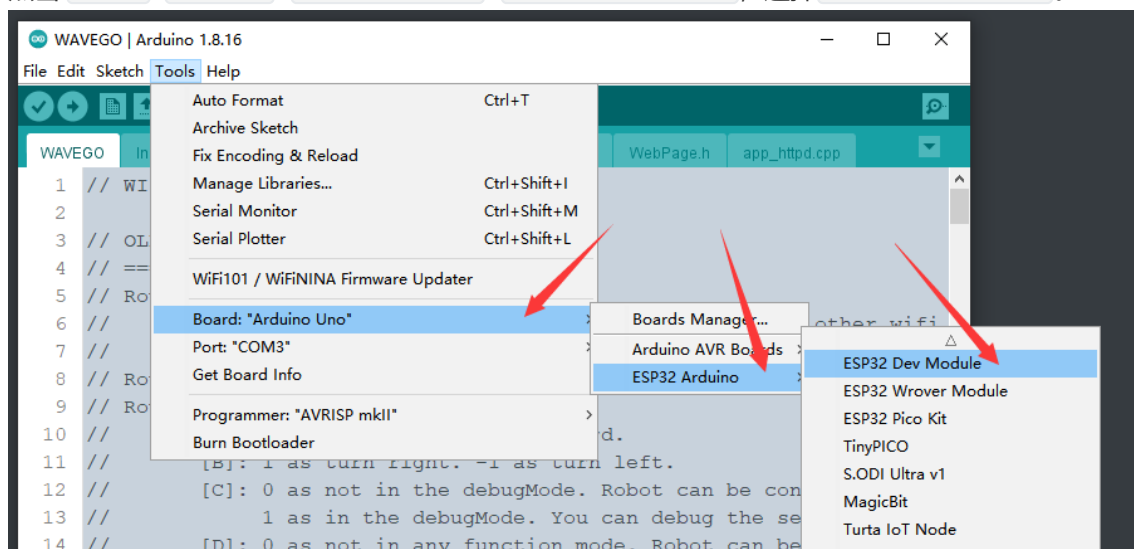 WAVEGO | Arduino 1.8.16
File Edit Sketch Tools Help
Auto Format Ctrl+T
Archive Sketch
WAVEGO In WebPage.h app_httpd.cpp
Fix Encoding & Reload
1 // WI
Manage Libraries... Ctrl+Shift+I
2
Serial Monitor Ctrl+Shift+M
3 // OL
Serial Plotter Ctrl+Shift+L
4 // ==
WiFi101 / WiFiNINA Firmware Updater
5 // Ro
Board: "Arduino Uno" Boards Manager...
6 // other wifi
Port: "COM3" Arduino AVR Boards
7 //
ESP32 Dev Module
Get Board Info ESP32 Arduino
8 // Ro
ESP32 Wrover Module
9 // Ro
Programmer: "AVRISP mkII"
ESP32 Pico Kit
10 // d.
Burn Bootloader
TinyPICO
11 // [B]: 1 as turn right. -1 as turn left.
S.ODI Ultra v1
12 // [C]: 0 as not in the debugMode. Robot can be con
MagicBit
13 // 1 as in the debugMode. You can debug the se
Turta IoT Node
14 // [D]: 0 as not in any function mode. Robot can be